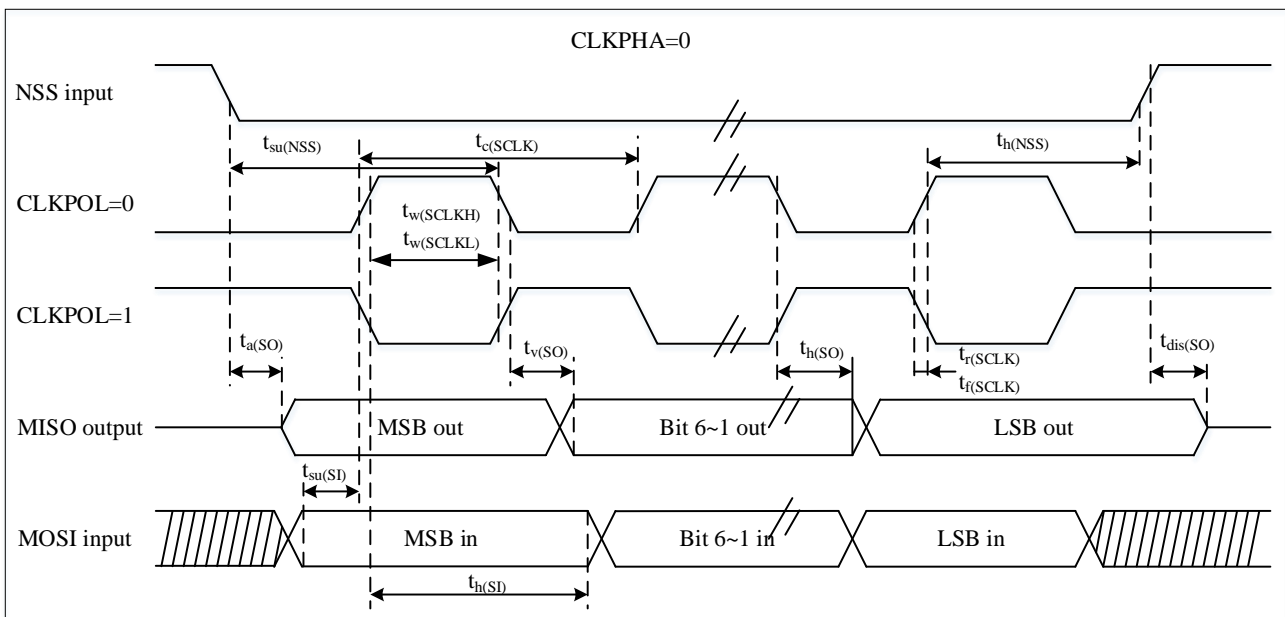 CLKPHA=0
NSS input
tsu(NSS)
tc(SCLK)
th(NSS)
CLKPOL=0
tw(SCLKH)
tw(SCLKL)
CLKPOL=1
ta(SO)
tv(SO)
th(SO)
tr(SCLK)
tf(SCLK)
tdis(SO)
MISO output
MSB out
Bit 6~1 out
LSB out
tsu(SI)
MOSI input
MSB in
Bit 6~1 in
LSB in
th(SI)